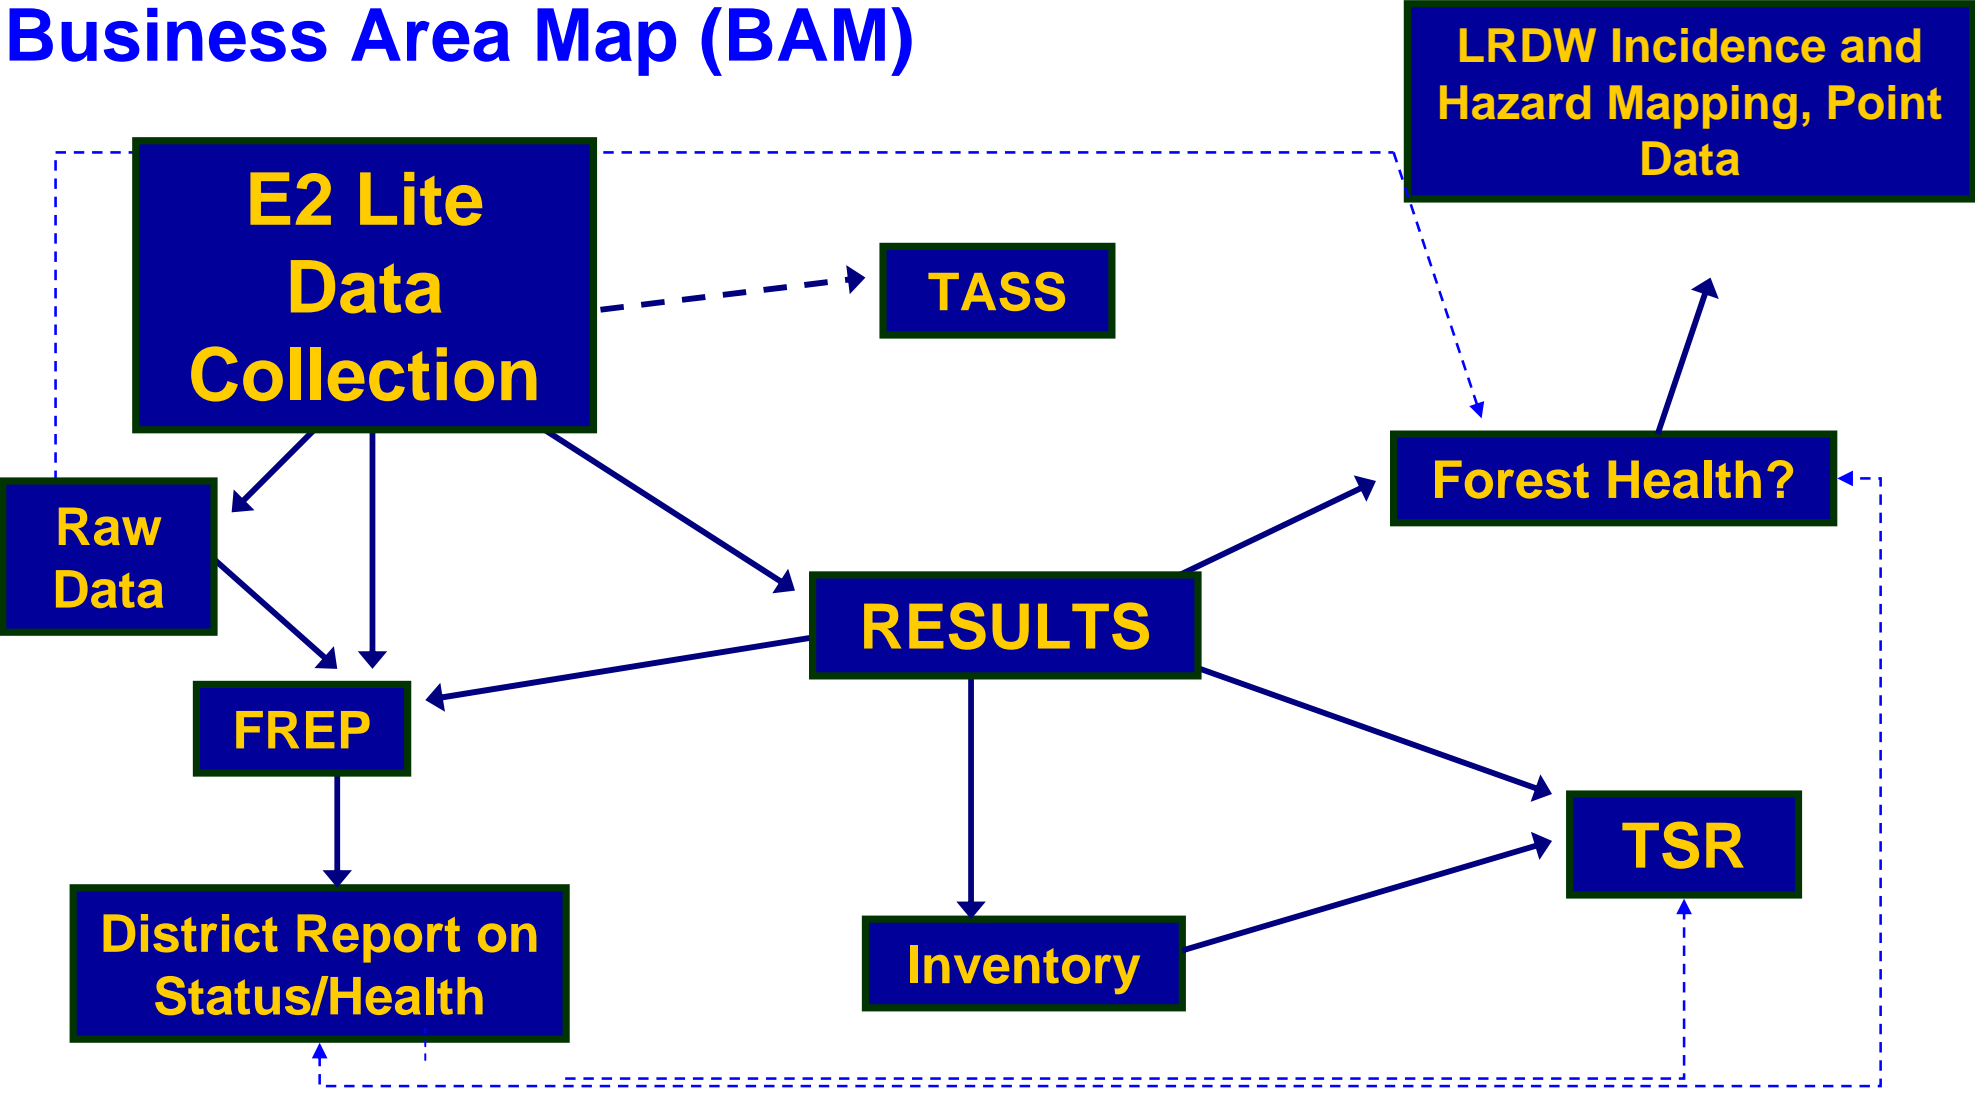 Business Area Map (BAM)
LRDW Incidence and
Hazard Mapping, Point
Data
E2 Lite
Data
Collection
TASS
Forest Health?
Raw
Data
RESULTS
FREP
TSR
District Report on
Status/Health
Inventory